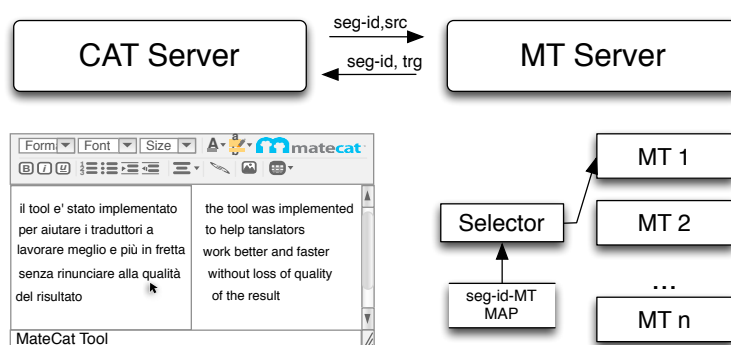 CAT Server
seg-id,src
seg-id, trg
MT Server
Form Font Size A a matecat
B I U
il tool e' stato implementato
per aiutare i traduttori a
lavorare meglio e più in fretta
senza rinunciare alla qualità
del risultato
the tool was implemented
to help tanslators
work better and faster
without loss of quality
of the result
MateCat Tool
Selector
seg-id-MT
MAP
MT 1
MT 2
...
MT n